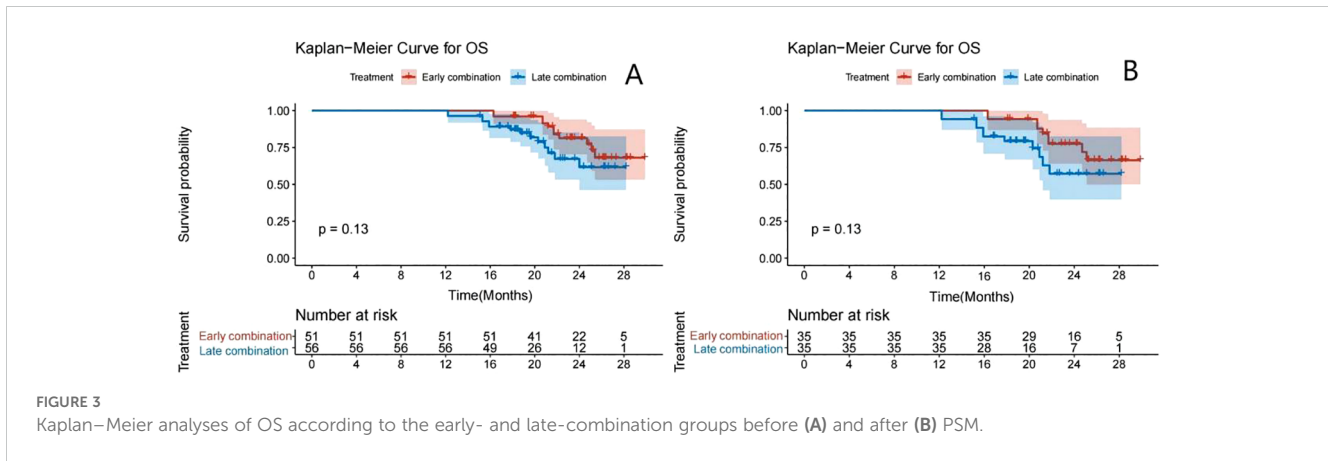 Kaplan−Meier Curve for OS
Treatment Early combination Late combination
A
Survival probability
1.00
0.75
0.50
0.25
0.00
p = 0.13
0 4 8 12 16 20 24 28
Time(Months)
Number at risk
Treatment
Early combination 51 51 51 51 51 41 22 5
Late combination 56 56 56 56 49 26 12 1
0 4 8 12 16 20 24 28
Kaplan−Meier Curve for OS
Treatment Early combination Late combination
B
Survival probability
1.00
0.75
0.50
0.25
0.00
p = 0.13
0 4 8 12 16 20 24 28
Time(Months)
Number at risk
Treatment
Early combination 35 35 35 35 35 29 16 5
Late combination 35 35 35 35 28 16 7 1
0 4 8 12 16 20 24 28
FIGURE 3
Kaplan–Meier analyses of OS according to the early- and late-combination groups before (A) and after (B) PSM.